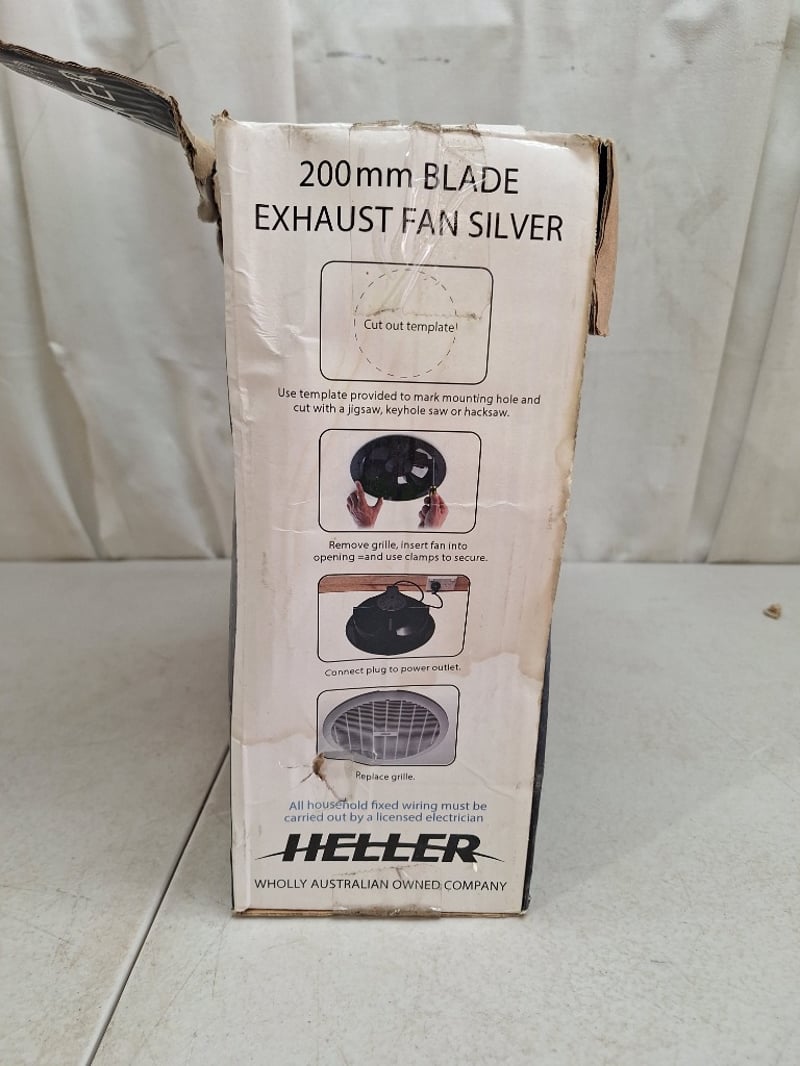 200mm BLADE
EXHAUST FAN SILVER
Cut out template
Use template provided to mark mounting hole and
cut with a jigsaw, keyhole saw or hacksaw.
Remove grille, insert fan into
opening =and use clamps to secure.
Connect plug to power outlet.
Replace grille.
All household fixed wiring must be
carried out by a licensed electrician
HELLER
WHOLLY AUSTRALIAN OWNED COMPANY